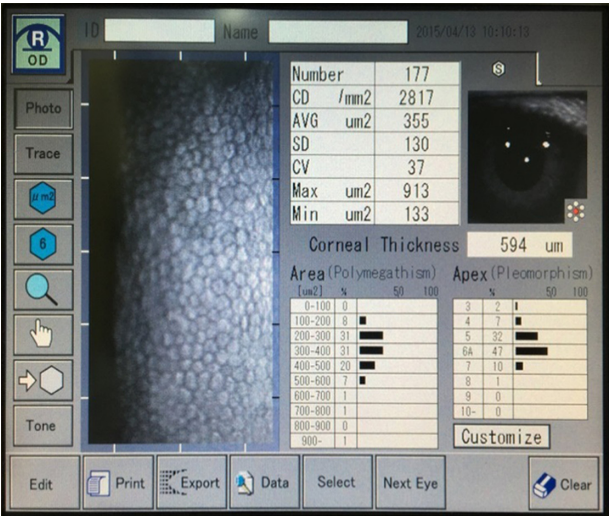 R
OD
ID
Name
2015/04/13 10:10:13
S
Photo
Trace
μm2
6
Tone
Number 177
CD /mm2 2817
AVG um2 355
SD 130
CV 37
Max um2 913
Min um2 133
Corneal Thickness 594 um
Area (Polymegathism)
[um2] % 50 100
0-100 0
100-200 8
200-300 31
300-400 31
400-500 20
500-600 7
600-700 1
700-800 1
800-900 0
900- 1
Apex (Pleomorphism)
% 50 100
3 2
4 7
5 32
6A 47
7 10
8 1
9 0
10- 0
Customize
Edit
Print
Export
Data
Select
Next Eye
Clear